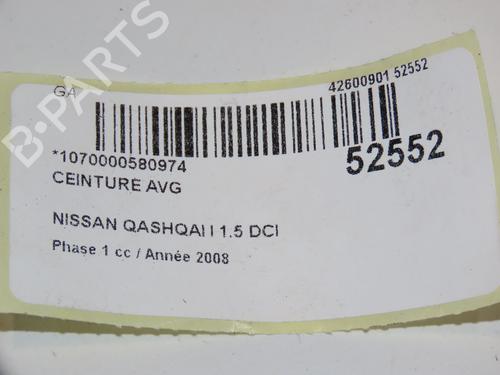 B-PARTS
GA
42600901 52552
*1070000580974
52552
CEINTURE AVG
NISSAN QASHQAI I 1.5 DCI
Phase 1 cc / Année 2008